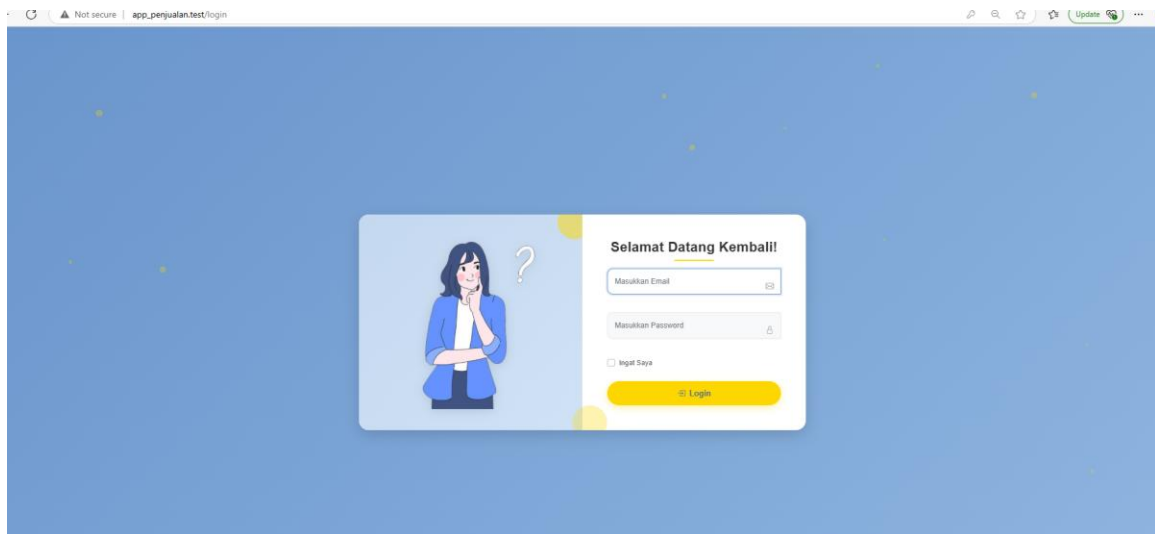 Not secure | app_penjualan.test/login
Update
?
Selamat Datang Kembali!
Masukkan Email
Masukkan Password
Ingat Saya
Login